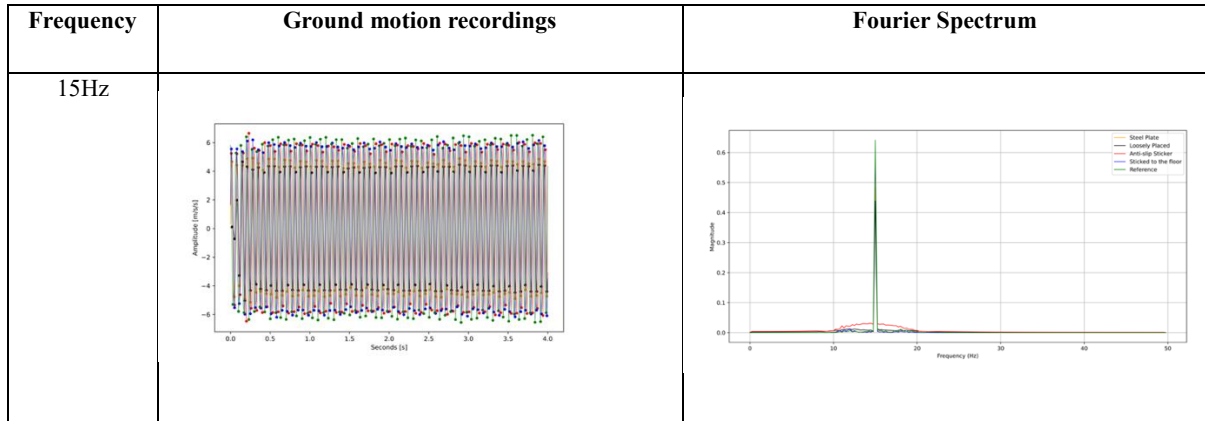 Frequency
Ground motion recordings
Fourier Spectrum
15Hz
6
4
2
0
−2
−4
−6
Amplitude [m/s/s]
0.0 0.5 1.0 1.5 2.0 2.5 3.0 3.5 4.0
Seconds [s]
0.6
0.5
0.4
0.3
0.2
0.1
0.0
Magnitude
0 10 20 30 40 50
Frequency (Hz)
Steel Plate
Loosely Placed
Anti-slip Sticker
Sticked to the floor
Reference